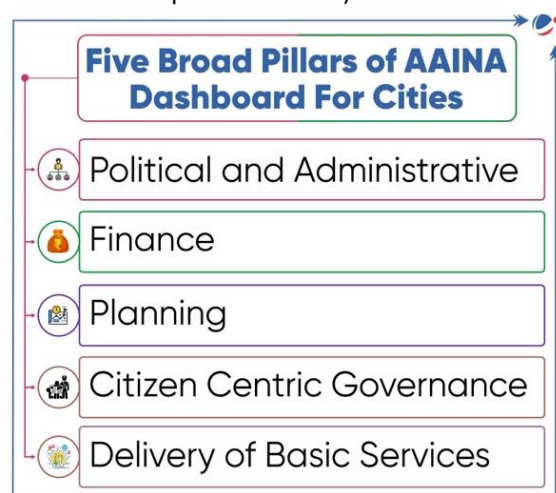 Five Broad Pillars of AAINA
Dashboard For Cities
Political and Administrative
Finance
Planning
Citizen Centric Governance
Delivery of Basic Services